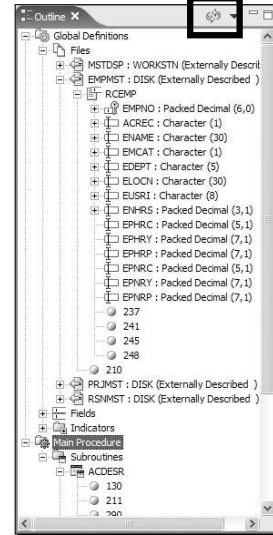 Outline
Global Definitions
Files
MSTDSP : WORKSTN (Externally Descri
EMPMST : DISK (Externally Described )
RCEMP
EMPNO : Packed Decimal (6,0)
ACREC : Character (1)
ENAME : Character (30)
EMCAT : Character (1)
EDEPT : Character (5)
ELOCN : Character (30)
EUSRI : Character (8)
ENHRS : Packed Decimal (3,1)
EPHRC : Packed Decimal (5,1)
EPHRY : Packed Decimal (7,1)
EPHRP : Packed Decimal (7,1)
EPNRC : Packed Decimal (5,1)
EPNRY : Packed Decimal (7,1)
EPNRP : Packed Decimal (7,1)
237
241
245
248
210
PRJMST : DISK (Externally Described )
RSNMST : DISK (Externally Described )
Fields
Indicators
Main Procedure
Subroutines
ACDESR
130
211
290